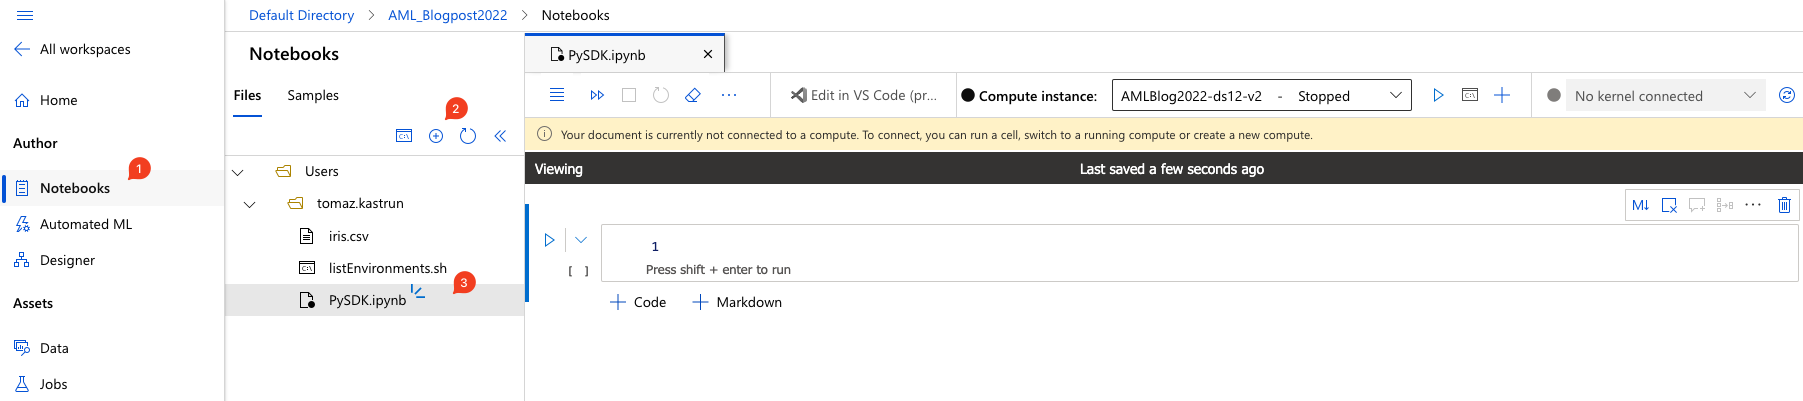 Default Directory > AML_Blogpost2022 > Notebooks
All workspaces
Home
Author
1
Notebooks
Automated ML
Designer
Assets
Data
Jobs
Notebooks
Files Samples
2
Users
tomaz.kastrun
iris.csv
listEnvironments.sh
3
PySDK.ipynb
PySDK.ipynb
Edit in VS Code (pr... Compute instance: AMLBlog2022-ds12-v2 - Stopped No kernel connected
Your document is currently not connected to a compute. To connect, you can run a cell, switch to a running compute or create a new compute.
Viewing Last saved a few seconds ago
M↓
1
[ ] Press shift + enter to run
+ Code + Markdown